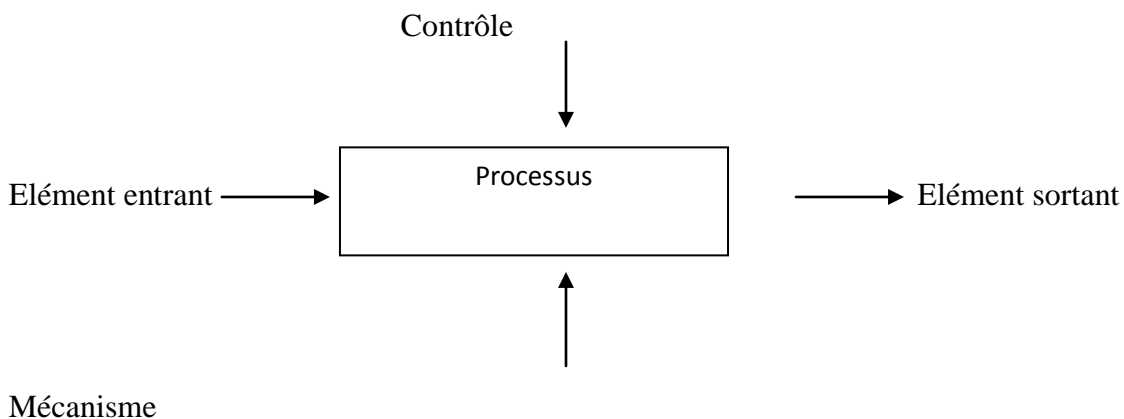 Contrôle
Processus
Elément entrant
Elément sortant
Mécanisme